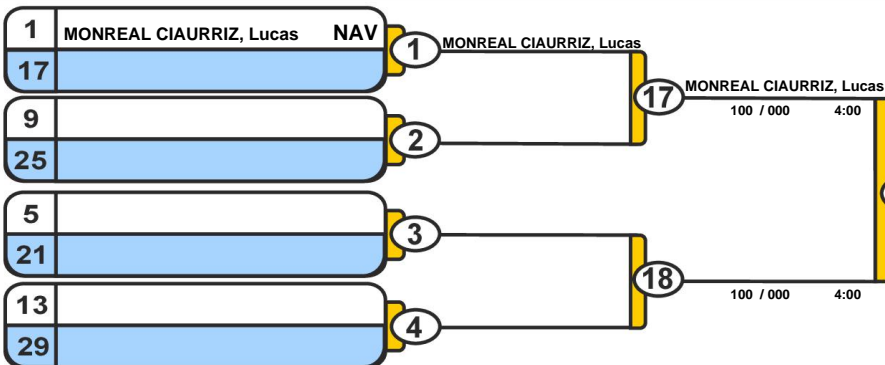 1 MONREAL CIAURRIZ, Lucas NAV
17
1
MONREAL CIAURRIZ, Lucas
9
25
2
17
MONREAL CIAURRIZ, Lucas
100 / 000 4:00
5
21
3
13
29
4
18
100 / 000 4:00